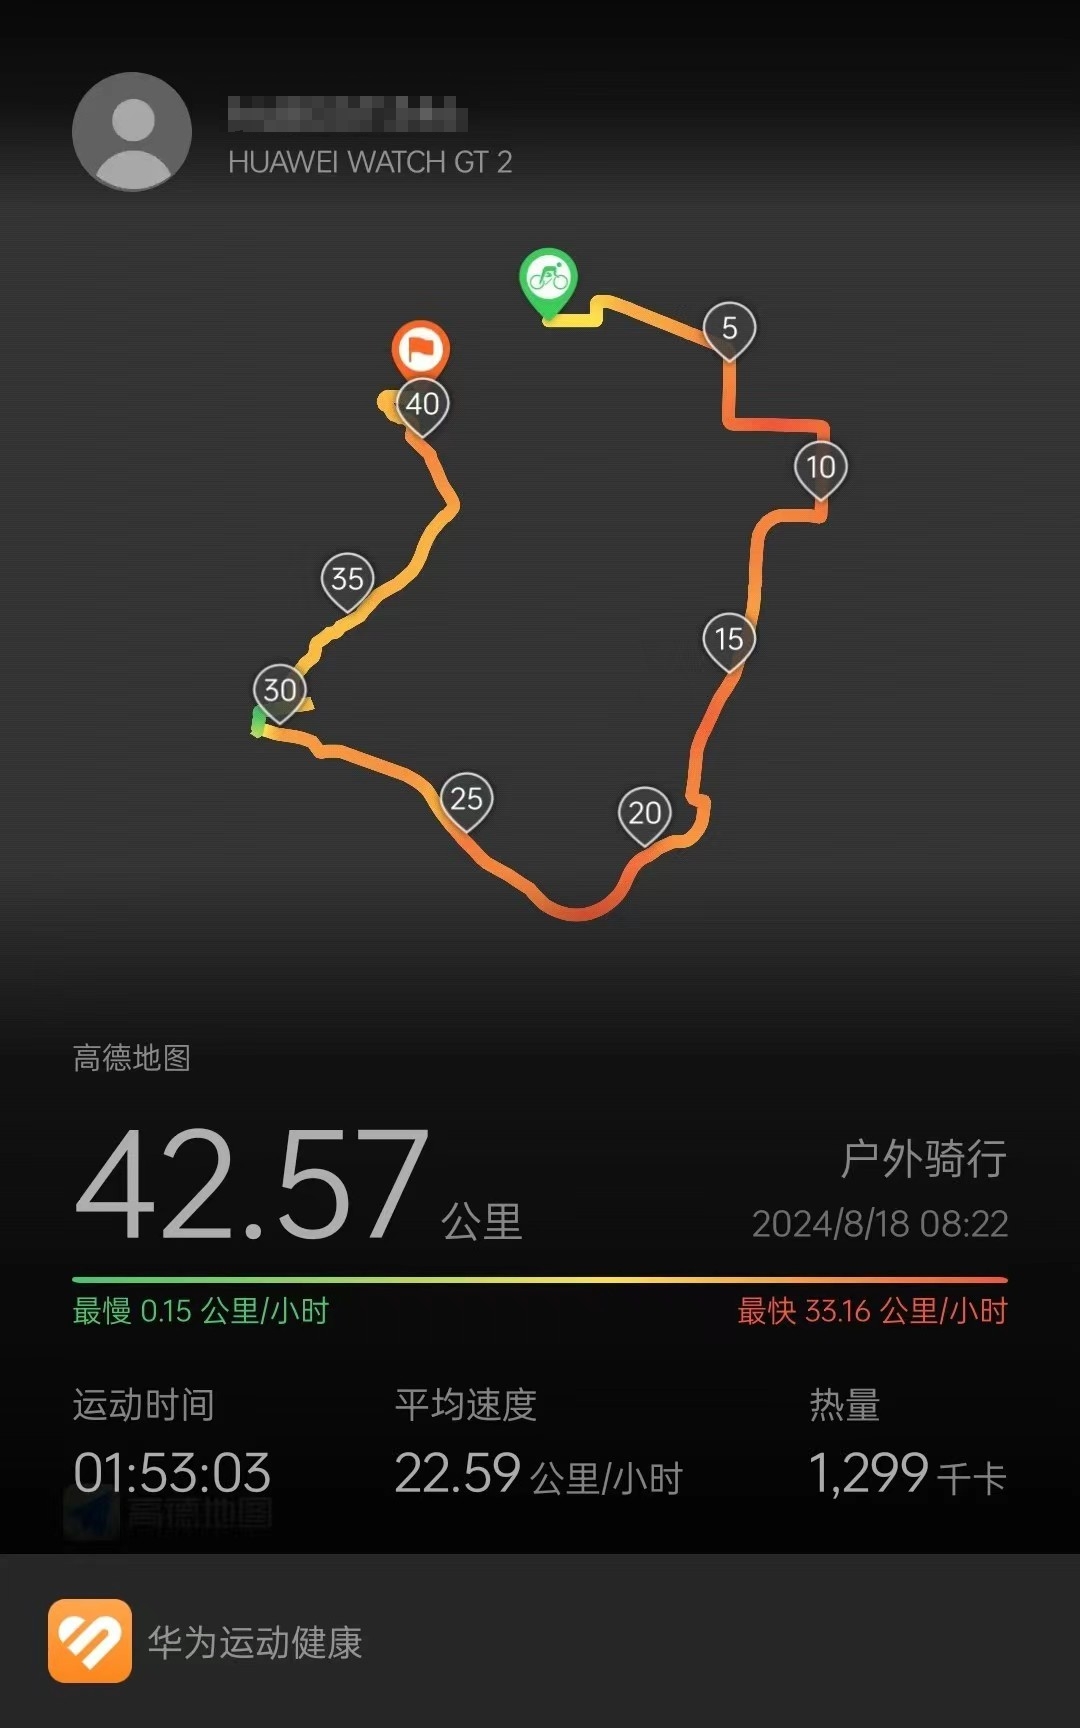 HUAWEI WATCH GT 2
5
40
10
35
15
30
25
20
高德地图
42.57 公里
户外骑行
2024/8/18 08:22
最慢 0.15 公里/小时
最快 33.16 公里/小时
运动时间
平均速度
热量
01:53:03
22.59 公里/小时
1,299 千卡
高德地图
华为运动健康